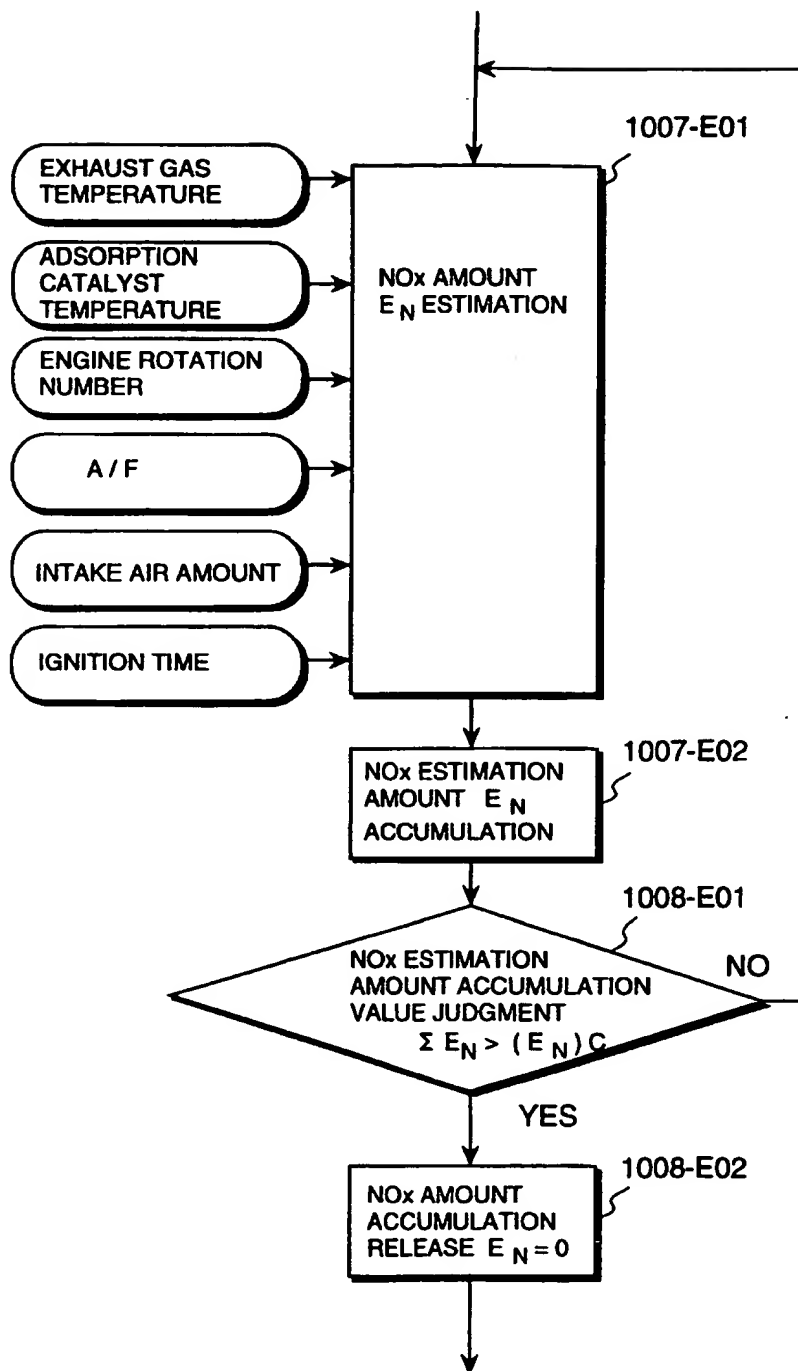 1007-E01
EXHAUST GAS
TEMPERATURE
ADSORPTION
CATALYST
TEMPERATURE
ENGINE ROTATION
NUMBER
A / F
INTAKE AIR AMOUNT
IGNITION TIME
NOx AMOUNT
E N ESTIMATION
1007-E02
NOx ESTIMATION
AMOUNT E N
ACCUMULATION
1008-E01
NOx ESTIMATION
AMOUNT ACCUMULATION
VALUE JUDGMENT
Σ E N > ( E N ) C
NO
YES
1008-E02
NOx AMOUNT
ACCUMULATION
RELEASE E N = 0